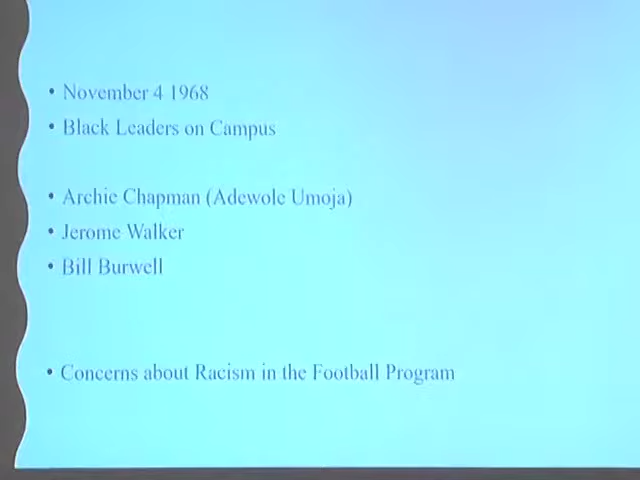 • November 4 1968
• Black Leaders on Campus
• Archie Chapman (Adewole Umoja)
• Jerome Walker
• Bill Burwell
• Concerns about Racism in the Football Program